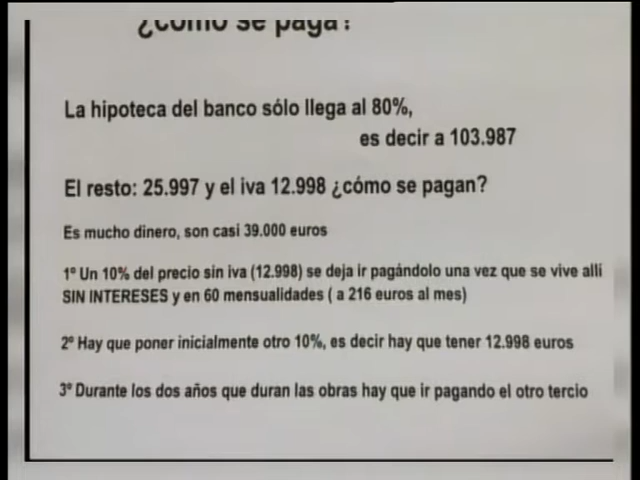 ¿cómo se paga?
La hipoteca del banco sólo llega al 80%,
es decir a 103.987
El resto: 25.997 y el iva 12.998 ¿cómo se pagan?
Es mucho dinero, son casi 39.000 euros
1º Un 10% del precio sin iva (12.998) se deja ir pagándolo una vez que se vive allí
SIN INTERESES y en 60 mensualidades ( a 216 euros al mes)
2º Hay que poner inicialmente otro 10%, es decir hay que tener 12.998 euros
3º Durante los dos años que duran las obras hay que ir pagando el otro tercio